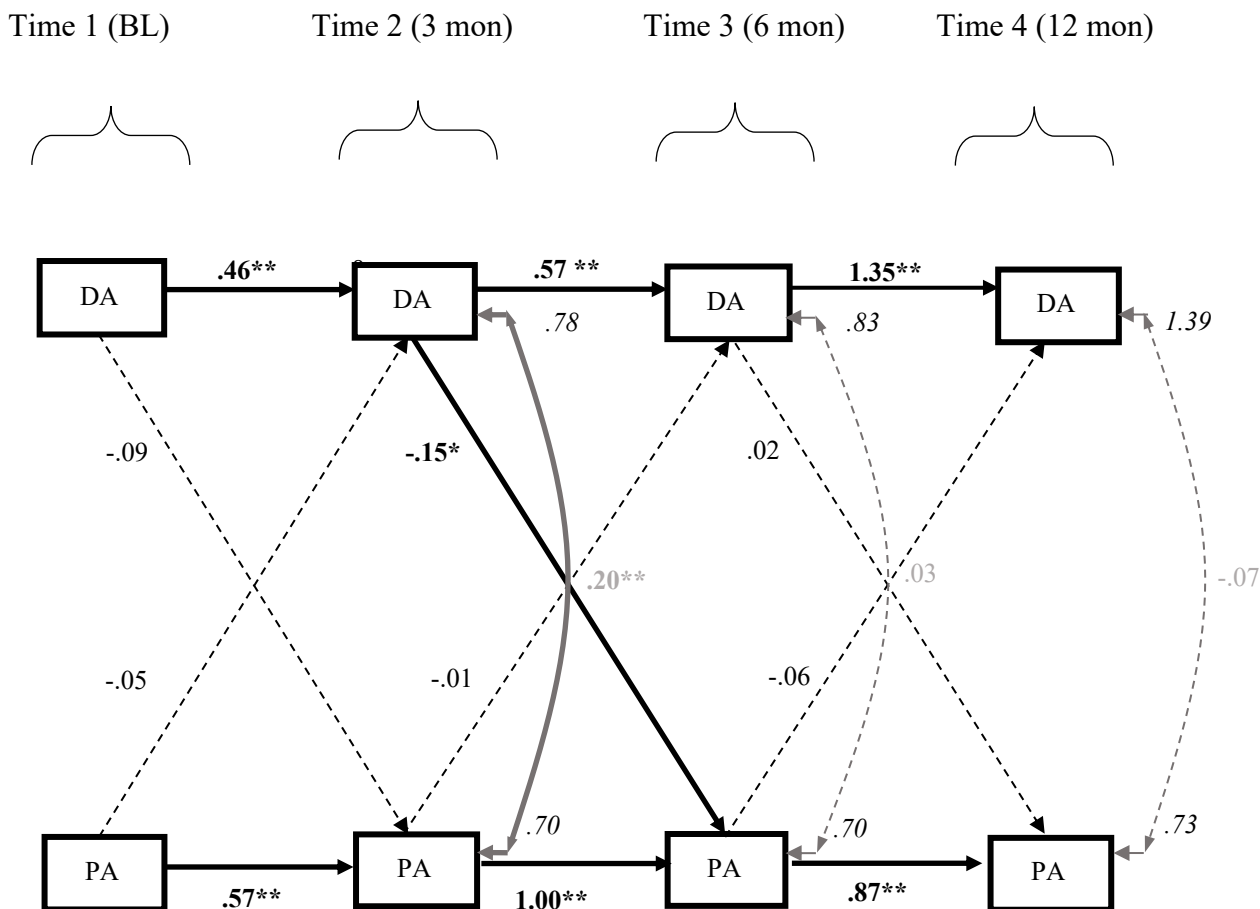 Time 1 (BL) Time 2 (3 mon) Time 3 (6 mon) Time 4 (12 mon)
.46** .57 ** 1.35**
DA DA DA DA
.78 .83 1.39
-.09 -.15* .02
.20** .03 -.07
-.05 -.01 -.06
.70 .70 .73
PA PA PA PA
.57** 1.00** .87**